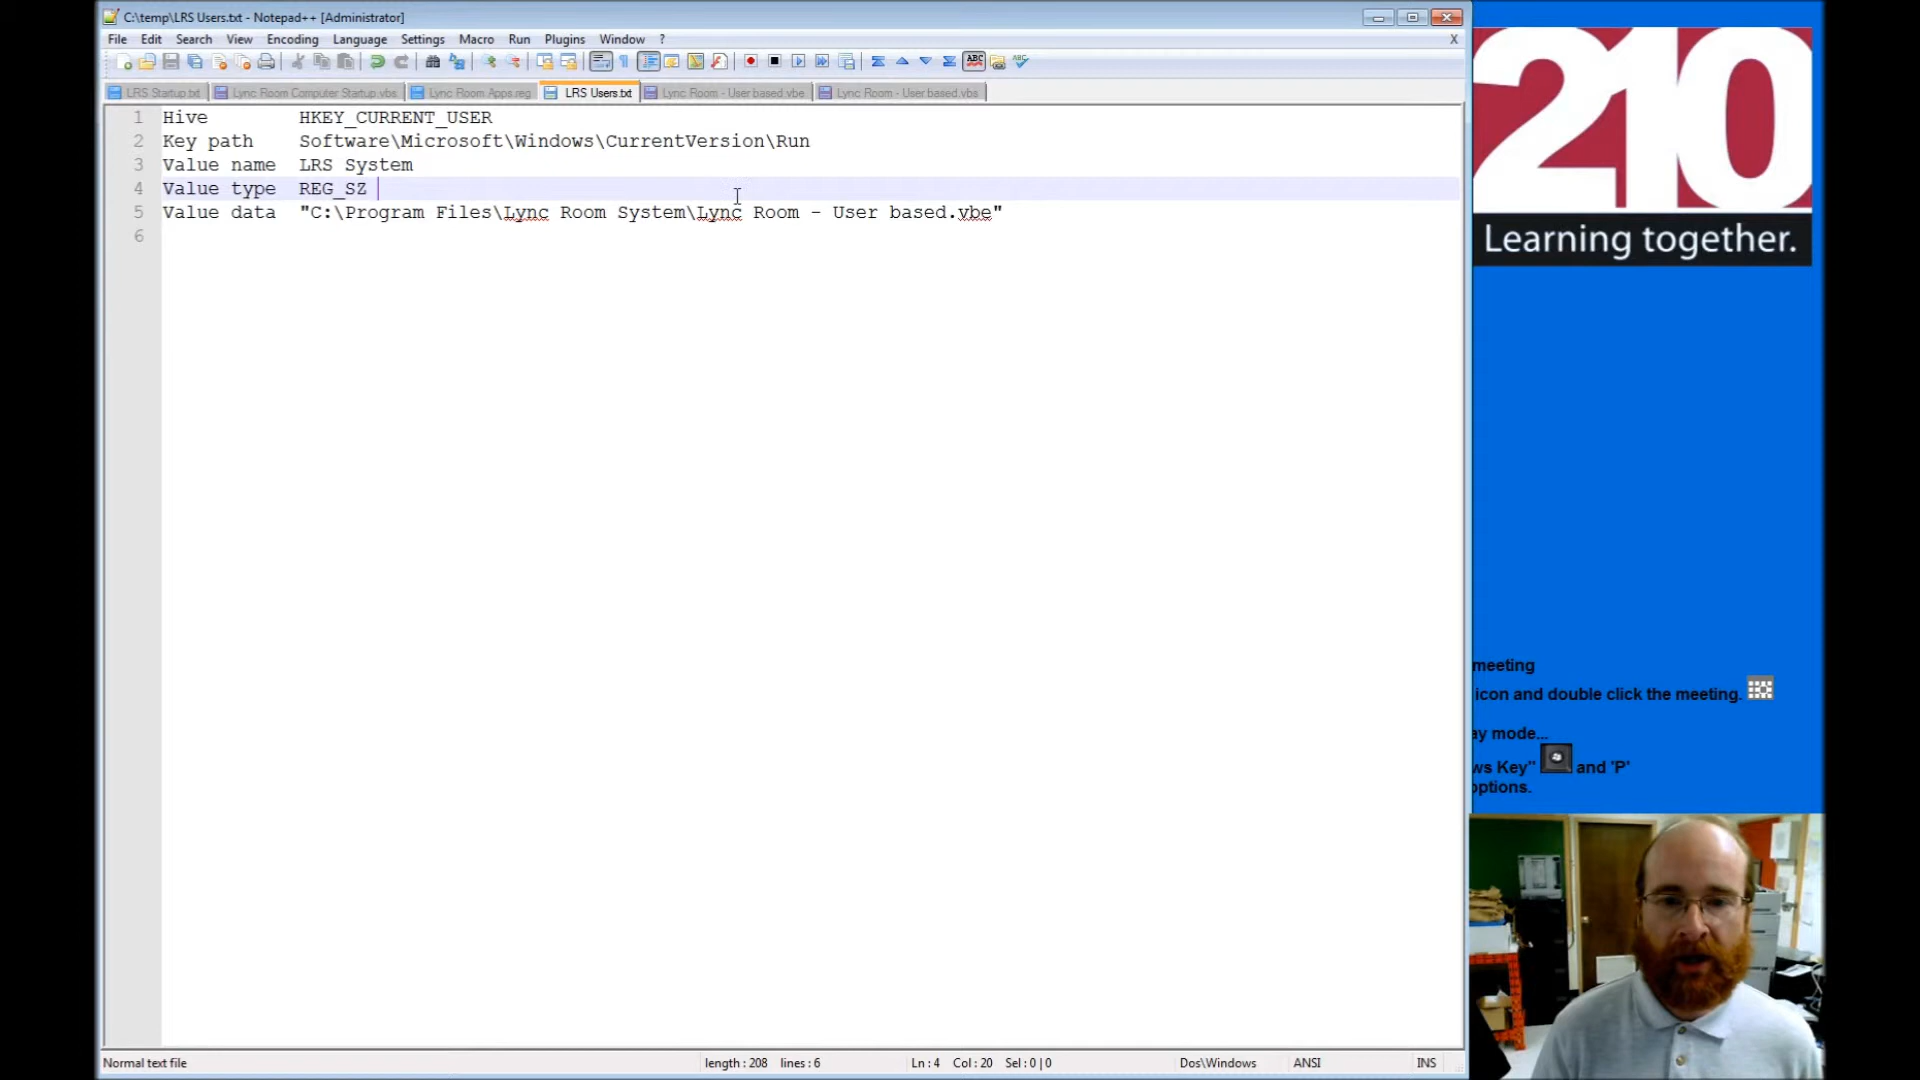 C:\temp\LRS Users.txt - Notepad++ [Administrator]
File Edit Search View Encoding Language Settings Macro Run Plugins Window ? X
LRS Startup.txt Lync Room Computer Startup.vbs Lync Room Apps.reg LRS Users.txt Lync Room - User based.vbe Lync Room - User based.vbs
1 Hive HKEY_CURRENT_USER
2 Key path Software\Microsoft\Windows\CurrentVersion\Run
3 Value name LRS System
4 Value type REG_SZ
5 Value data "C:\Program Files\Lync Room System\Lync Room - User based.vbe"
6
Normal text file length : 208 lines : 6 Ln : 4 Col : 20 Sel : 0 | 0 Dos\Windows ANSI INS
210
Learning together.
meeting
icon and double click the meeting.
ay mode...
ws Key" and 'P'
options.